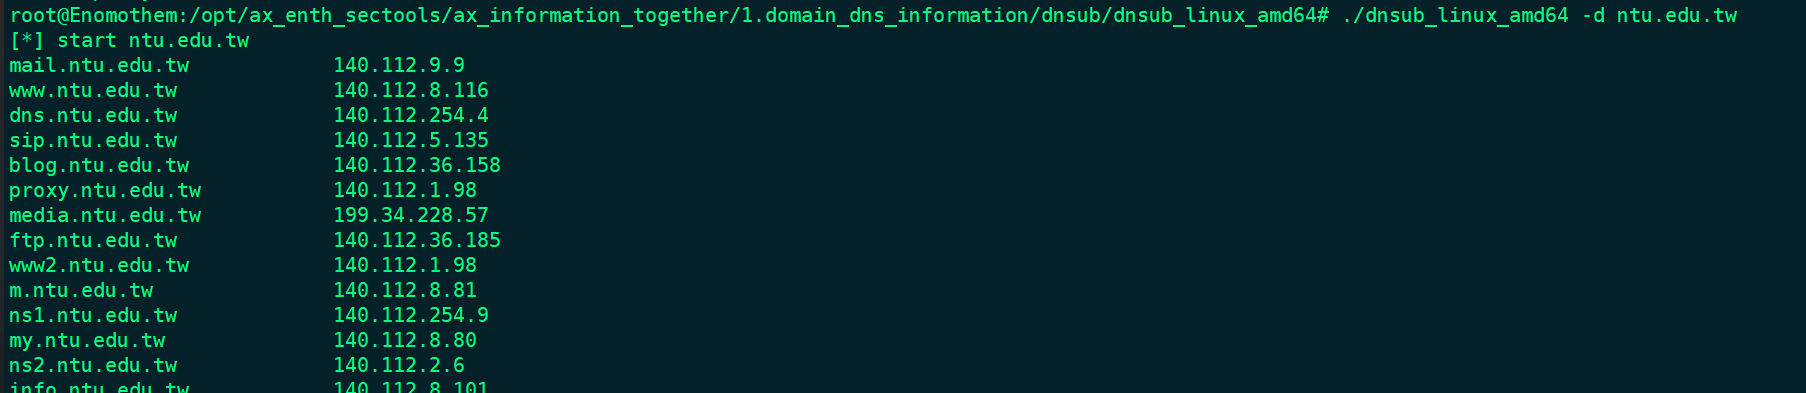 root@Enomothem:/opt/ax_enth_sectools/ax_information_together/1.domain_dns_information/dnsub/dnsub_linux_amd64# ./dnsub_linux_amd64 -d ntu.edu.tw
[*] start ntu.edu.tw
mail.ntu.edu.tw 140.112.9.9
www.ntu.edu.tw 140.112.8.116
dns.ntu.edu.tw 140.112.254.4
sip.ntu.edu.tw 140.112.5.135
blog.ntu.edu.tw 140.112.36.158
proxy.ntu.edu.tw 140.112.1.98
media.ntu.edu.tw 199.34.228.57
ftp.ntu.edu.tw 140.112.36.185
www2.ntu.edu.tw 140.112.1.98
m.ntu.edu.tw 140.112.8.81
ns1.ntu.edu.tw 140.112.254.9
my.ntu.edu.tw 140.112.8.80
ns2.ntu.edu.tw 140.112.2.6
info.ntu.edu.tw 140.112.8.101